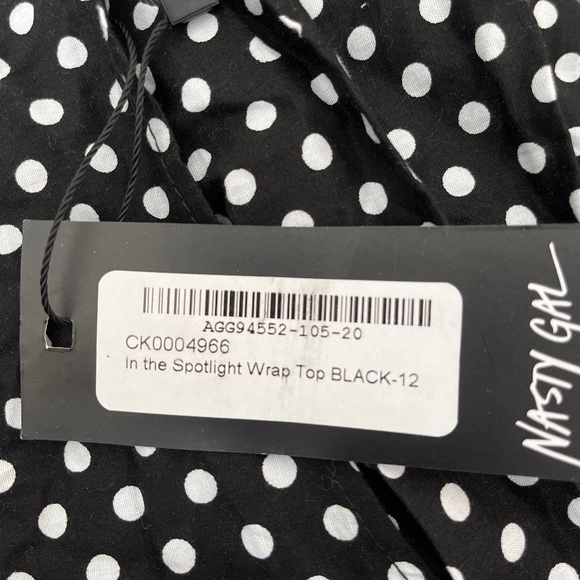 AGG94552-105-20
CK0004966
In the Spotlight Wrap Top BLACK-12
NASTY GAL